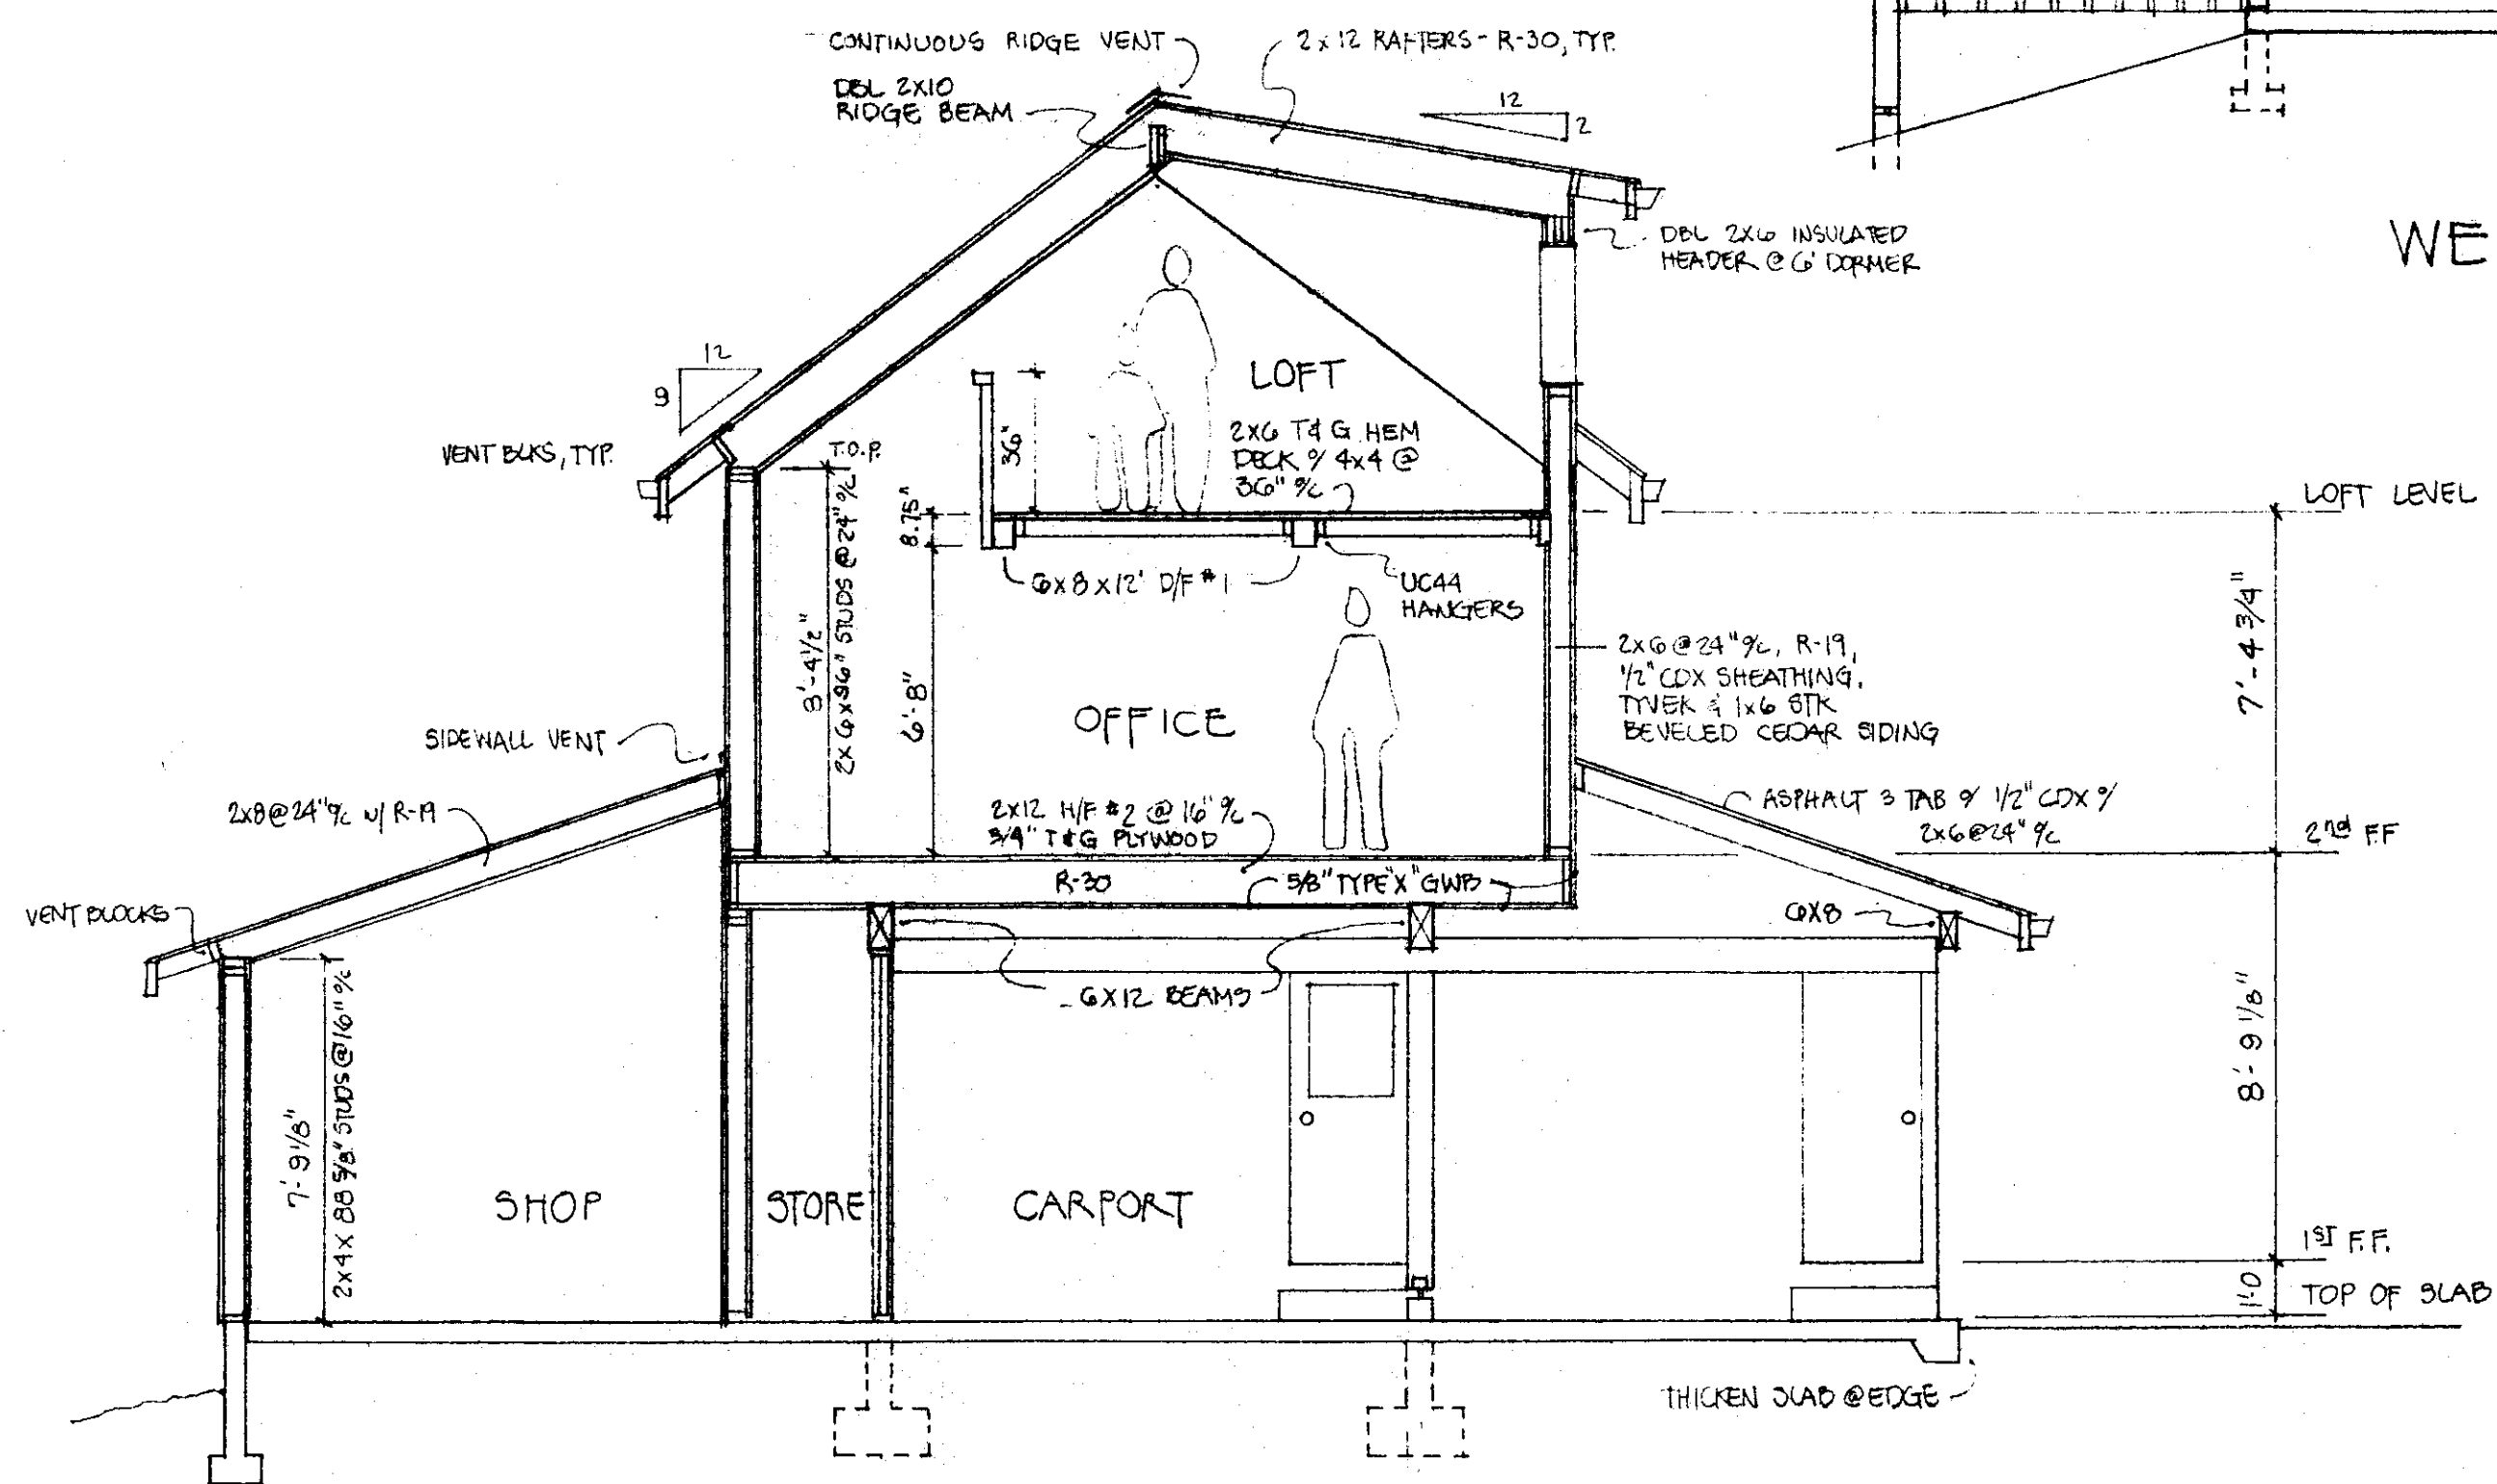 CONTINUOUS RIDGE VENT
2x12 RAFTERS - R-30, TYP.
DBL 2X10
RIDGE BEAM
12
2
DBL 2X6 INSULATED
HEADER @ 6' DORMER
WE
12
9
VENT BLKS, TYP.
T.O.P.
LOFT
36"
2X6 T&G HEM
DECK o/ 4x4 @
36" o/c
LOFT LEVEL
8.75"
6X8X12' D/F #1
UC44
HANGERS
8'-4 1/2"
2X6X96" STUDS @ 24" o/c
6'-8"
7'-4 3/4"
2x6 @ 24" o/c, R-19,
1/2" CDX SHEATHING,
TYVEK & 1x6 STK
BEVELED CEDAR SIDING
OFFICE
SIDEWALL VENT
2x8 @ 24" o/c w/ R-19
2x12 H/F #2 @ 16" o/c
3/4" T&G PLYWOOD
ASPHALT 3 TAB o/ 1/2" CDX o/
2x6 @ 24" o/c
2nd F.F
R-30
5/8" TYPE "X" GWB
VENT BLOCKS
6X8
6X12 BEAMS
7'-9 1/8"
2x4x 88 5/8" STUDS @ 16" o/c
8'-9 1/8"
SHOP
STORE
CARPORT
1ST F.F.
1'-0
TOP OF SLAB
THICKEN SLAB @ EDGE